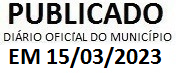 PUBLICADO
DIÁRIO OFICIAL DO MUNICÍPIO
EM 15/03/2023